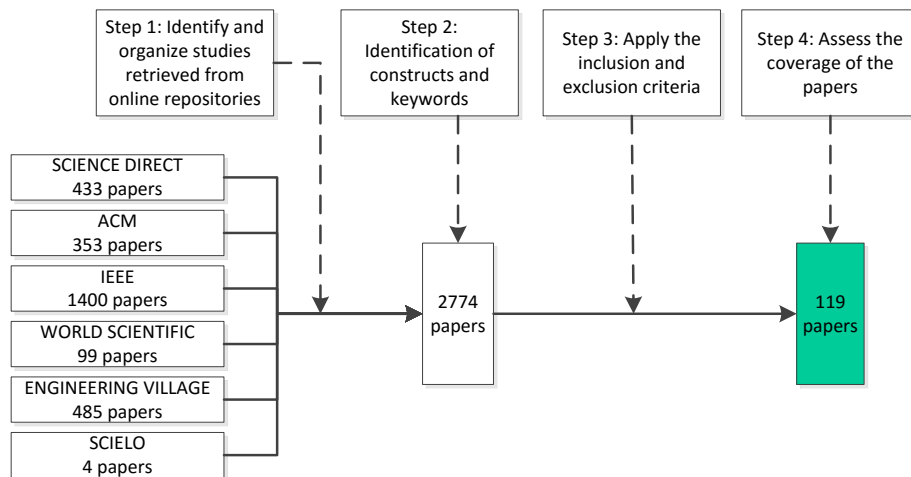 Step 1: Identify and
organize studies
retrieved from
online repositories
Step 2:
Identification of
constructs and
keywords
Step 3: Apply the
inclusion and
exclusion criteria
Step 4: Assess the
coverage of the
papers
SCIENCE DIRECT
433 papers
ACM
353 papers
IEEE
1400 papers
WORLD SCIENTIFIC
99 papers
ENGINEERING VILLAGE
485 papers
SCIELO
4 papers
2774
papers
119
papers